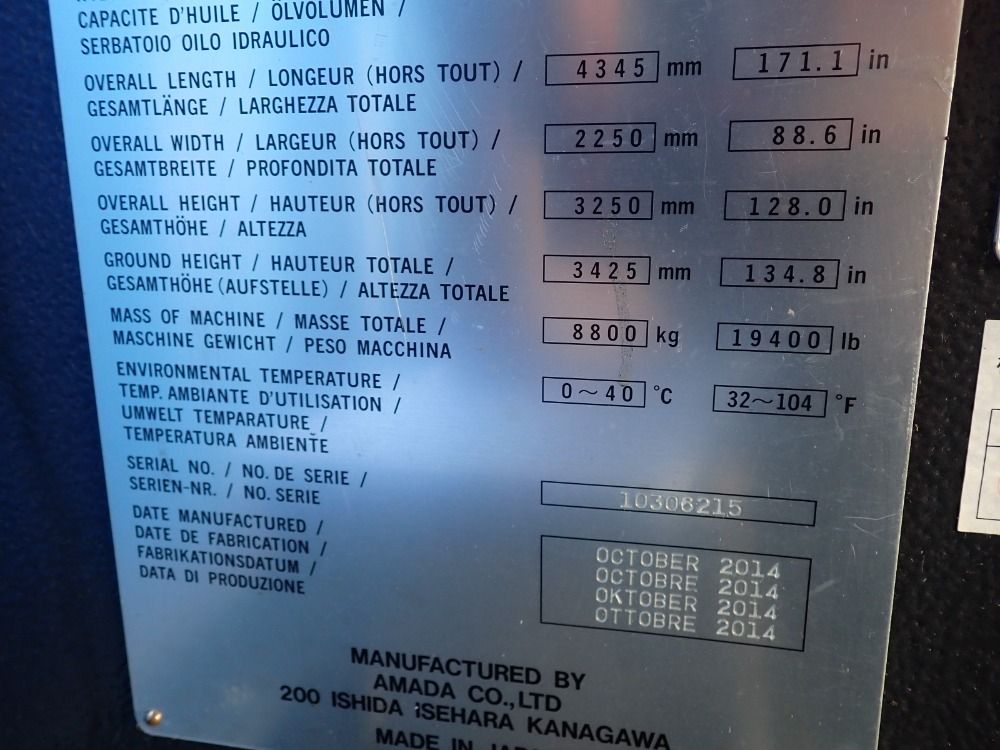 CAPACITE D'HUILE / ÖLVOLUMEN /
SERBATOIO OILO IDRAULICO
OVERALL LENGTH / LONGEUR (HORS TOUT) / 4345 mm 171.1 in
GESAMTLÄNGE / LARGHEZZA TOTALE
OVERALL WIDTH / LARGEUR (HORS TOUT) / 2250 mm 88.6 in
GESAMTBREITE / PROFONDITA TOTALE
OVERALL HEIGHT / HAUTEUR (HORS TOUT) / 3250 mm 128.0 in
GESAMTHÖHE / ALTEZZA
GROUND HEIGHT / HAUTEUR TOTALE / 3425 mm 134.8 in
GESAMTHÖHE (AUFSTELLE) / ALTEZZA TOTALE
MASS OF MACHINE / MASSE TOTALE / 8800 kg 19400 lb
MASCHINE GEWICHT / PESO MACCHINA
ENVIRONMENTAL TEMPERATURE / 0～40 °C 32～104 °F
TEMP. AMBIANTE D'UTILISATION /
UMWELT TEMPARATURE /
TEMPERATURA AMBIENTE
SERIAL NO. / NO. DE SERIE /
SERIEN-NR. / NO. SERIE 10306215
DATE MANUFACTURED / OCTOBER 2014
DATE DE FABRICATION / OCTOBRE 2014
FABRIKATIONSDATUM / OKTOBER 2014
DATA DI PRODUZIONE OTTOBRE 2014
MANUFACTURED BY
AMADA CO.,LTD
200 ISHIDA ISEHARA KANAGAWA
MADE IN